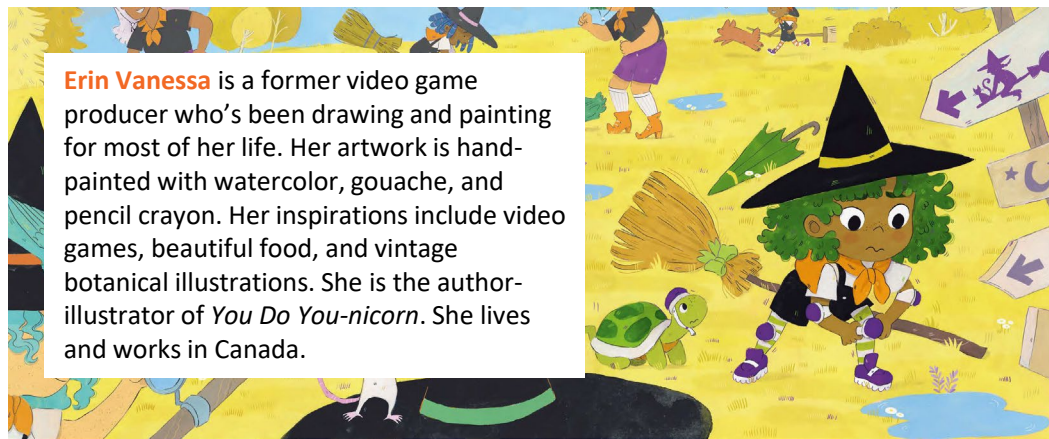 Erin Vanessa is a former video game
producer who’s been drawing and painting
for most of her life. Her artwork is hand-
painted with watercolor, gouache, and
pencil crayon. Her inspirations include video
games, beautiful food, and vintage
botanical illustrations. She is the author-
illustrator of You Do You-nicorn. She lives
and works in Canada.